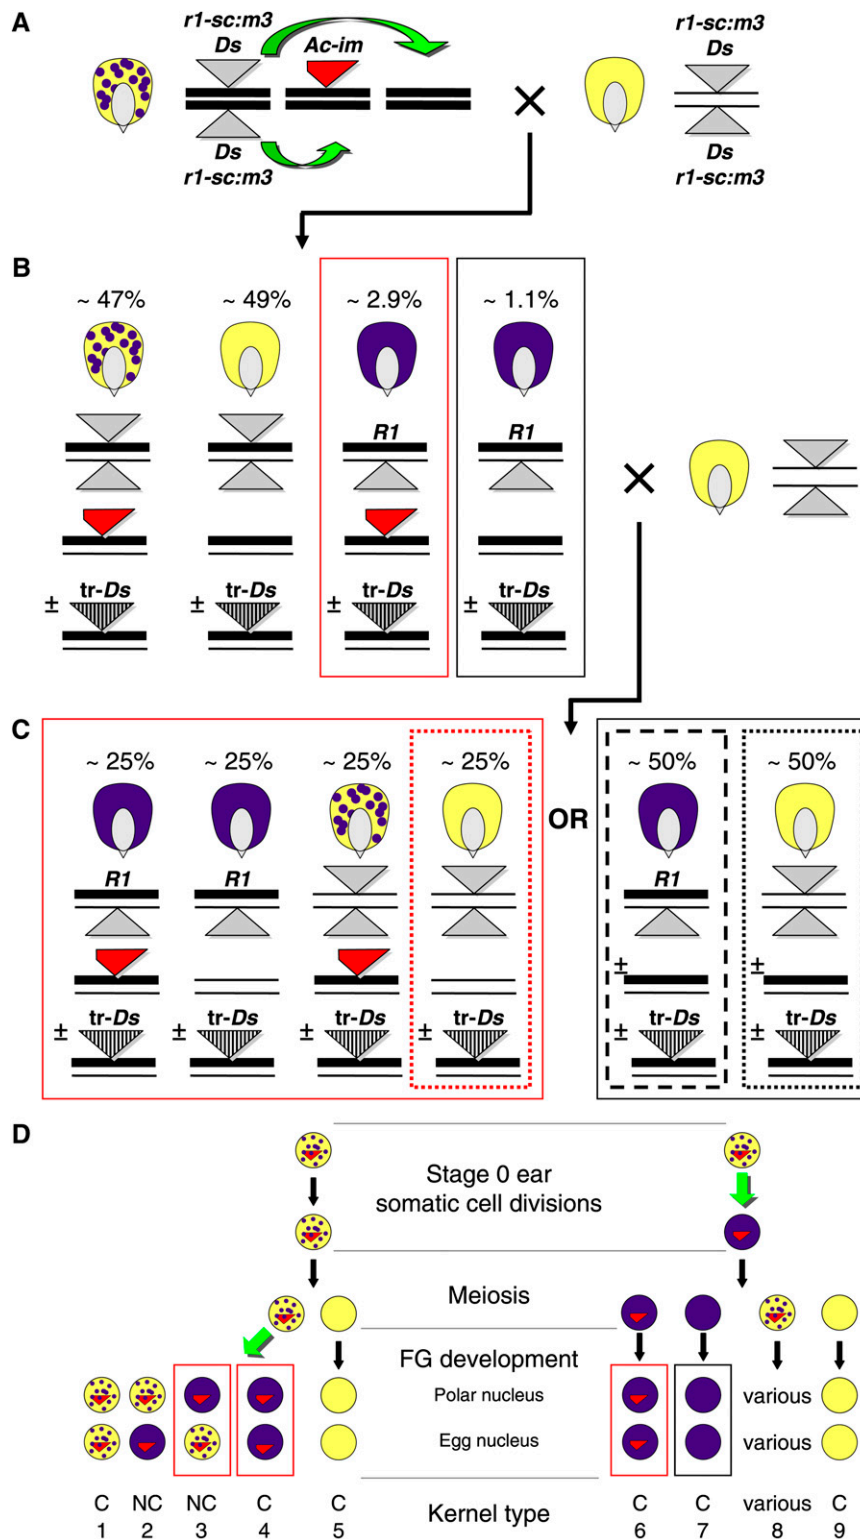 A
r1-sc:m3
Ds
Ac-im
r1-sc:m3
Ds
Ds
r1-sc:m3
Ds
r1-sc:m3
B
~ 47%
~ 49%
~ 2.9%
~ 1.1%
R1
R1
± tr-Ds
± tr-Ds
± tr-Ds
± tr-Ds
C
~ 25%
~ 25%
~ 25%
~ 25%
OR
~ 50%
~ 50%
R1
R1
R1
±
±
± tr-Ds
± tr-Ds
± tr-Ds
± tr-Ds
± tr-Ds
± tr-Ds
D
Stage 0 ear
somatic cell divisions
Meiosis
FG development
Polar nucleus
various
Egg nucleus
various
C NC NC C C Kernel type C C various C
1 2 3 4 5 6 7 8 9